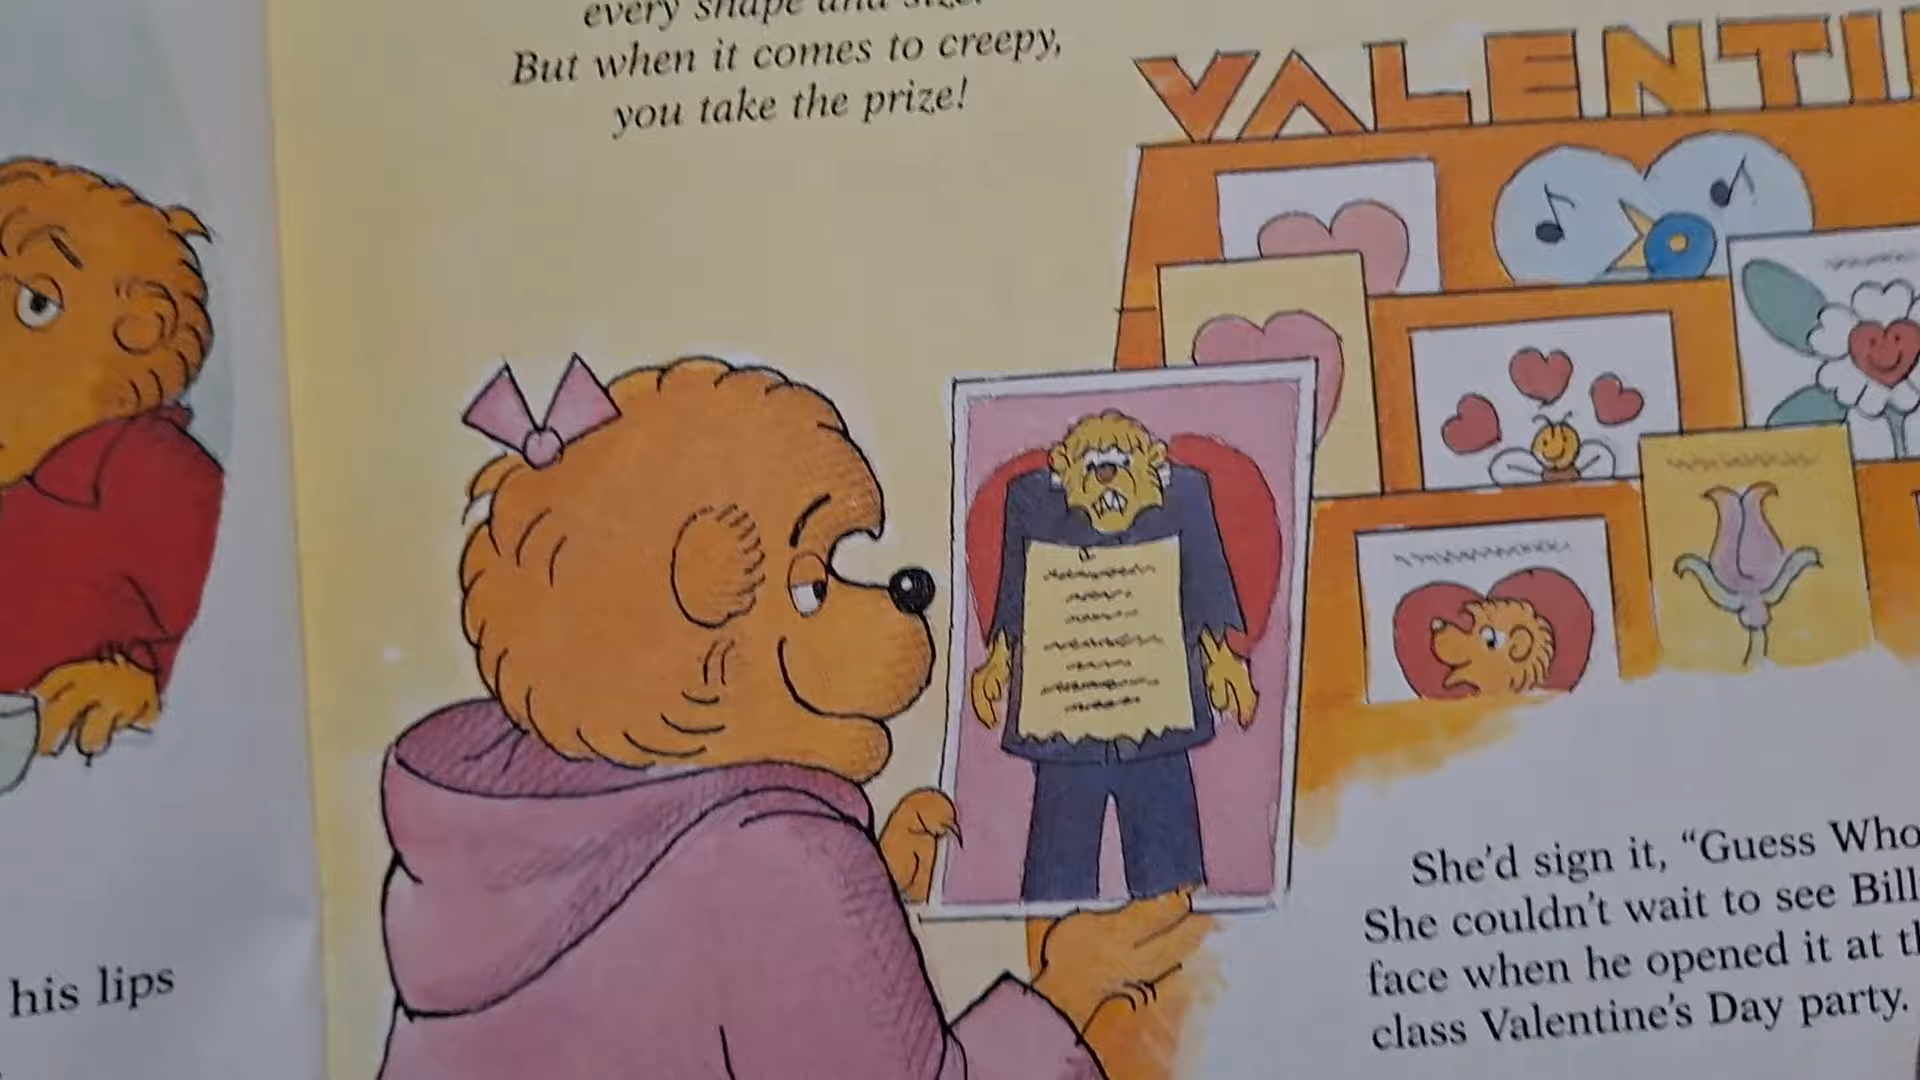 his lips
every shape and size.
But when it comes to creepy,
you take the prize!
VALENTI
She'd sign it, “Guess Who
She couldn't wait to see Bill
face when he opened it at th
class Valentine's Day party.